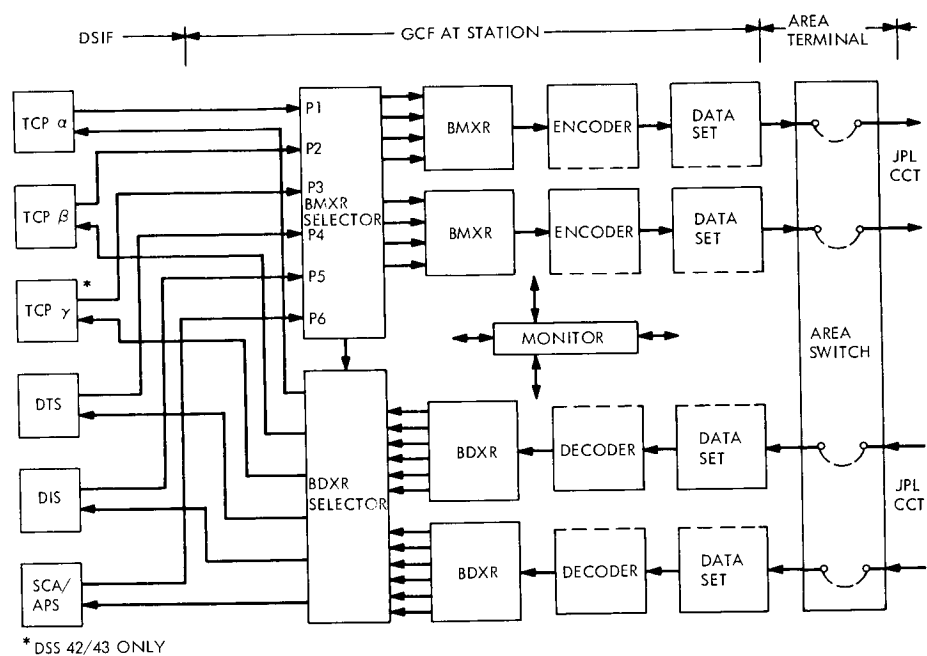 DSIF
GCF AT STATION
AREA
TERMINAL
TCP α
TCP β
*
TCP γ
DTS
DIS
SCA/
APS
P1
P2
P3
BMXR
SELECTOR
P4
P5
P6
BMXR
ENCODER
DATA
SET
BMXR
ENCODER
DATA
SET
JPL
CCT
MONITOR
AREA
SWITCH
BDXR
SELECTOR
BDXR
DECODER
DATA
SET
BDXR
DECODER
DATA
SET
JPL
CCT
* DSS 42/43 ONLY